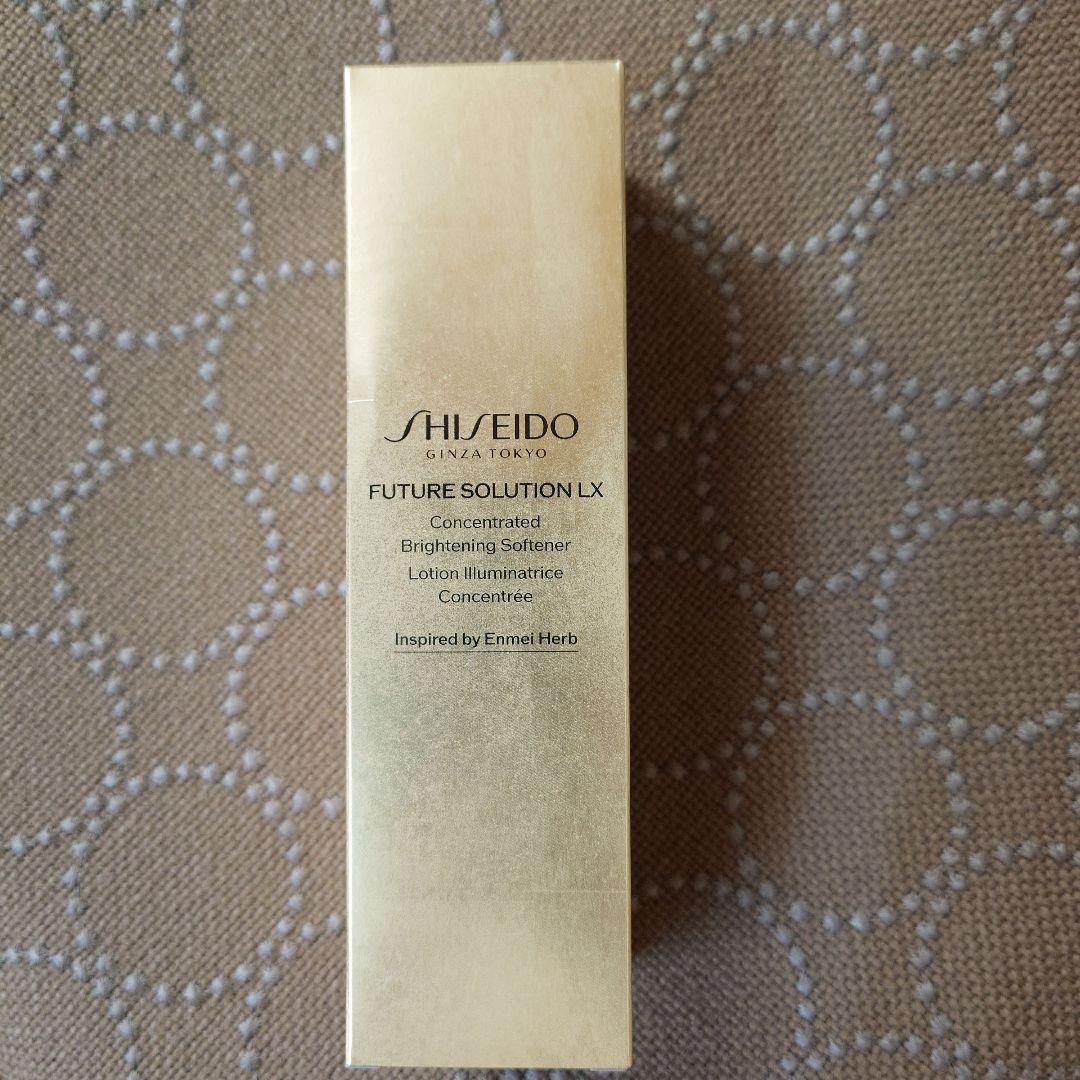 SHISEIDO
GINZA TOKYO
FUTURE SOLUTION LX
Concentrated
Brightening Softener
Lotion Illuminatrice
Concentrée
Inspired by Enmei Herb